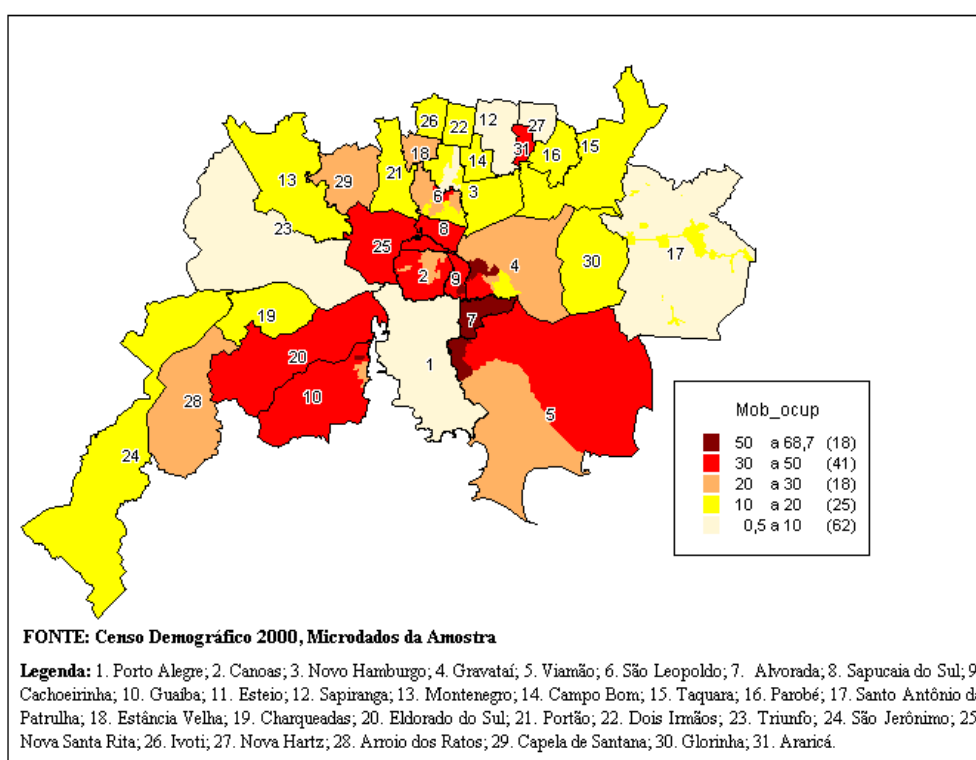 26
22
12
27
18
31
15
16
14
13
29
21
6
3
23
25
8
17
4
30
2
9
7
19
20
1
10
28
5
24
Mob_ocup
50 a 68,7 (18)
30 a 50 (41)
20 a 30 (18)
10 a 20 (25)
0,5 a 10 (62)
FONTE: Censo Demográfico 2000, Microdados da Amostra
Legenda: 1. Porto Alegre; 2. Canoas; 3. Novo Hamburgo; 4. Gravataí; 5. Viamão; 6. São Leopoldo; 7. Alvorada; 8. Sapucaia do Sul; 9
Cachoeirinha; 10. Guaíba; 11. Esteio; 12. Sapiranga; 13. Montenegro; 14. Campo Bom; 15. Taquara; 16. Parobé; 17. Santo Antônio da
Patrulha; 18. Estância Velha; 19. Charqueadas; 20. Eldorado do Sul; 21. Portão; 22. Dois Irmãos; 23. Triunfo; 24. São Jerônimo; 25
Nova Santa Rita; 26. Ivoti; 27. Nova Hartz; 28. Arroio dos Ratos; 29. Capela de Santana; 30. Glorinha; 31. Araricá.